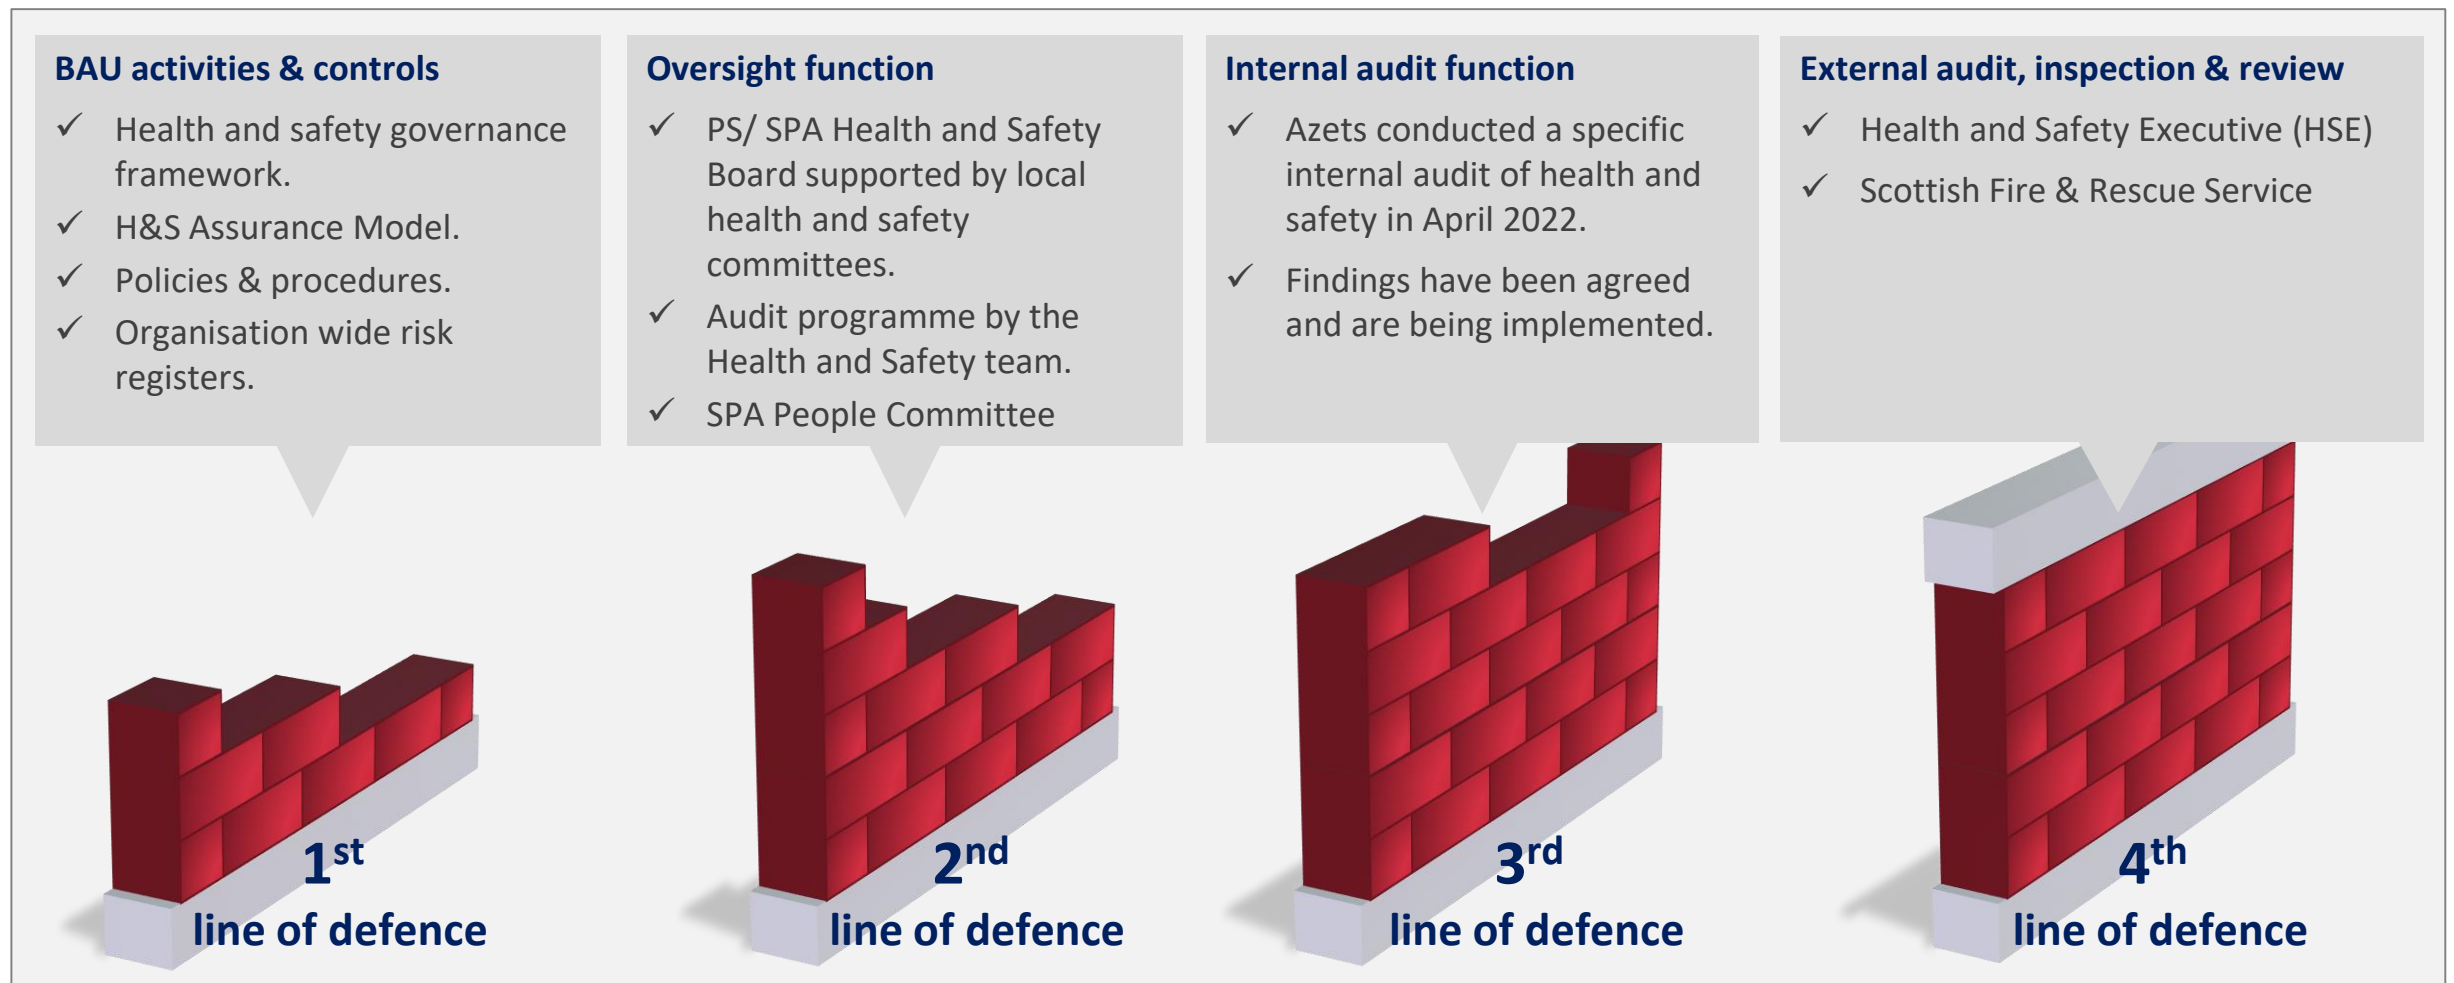 BAU activities & controls
✓ Health and safety governance
framework.
✓ H&S Assurance Model.
✓ Policies & procedures.
✓ Organisation wide risk
registers.
1st
line of defence
Oversight function
✓ PS/ SPA Health and Safety
Board supported by local
health and safety
committees.
✓ Audit programme by the
Health and Safety team.
✓ SPA People Committee
2nd
line of defence
Internal audit function
✓ Azets conducted a specific
internal audit of health and
safety in April 2022.
✓ Findings have been agreed
and are being implemented.
3rd
line of defence
External audit, inspection & review
✓ Health and Safety Executive (HSE)
✓ Scottish Fire & Rescue Service
4th
line of defence